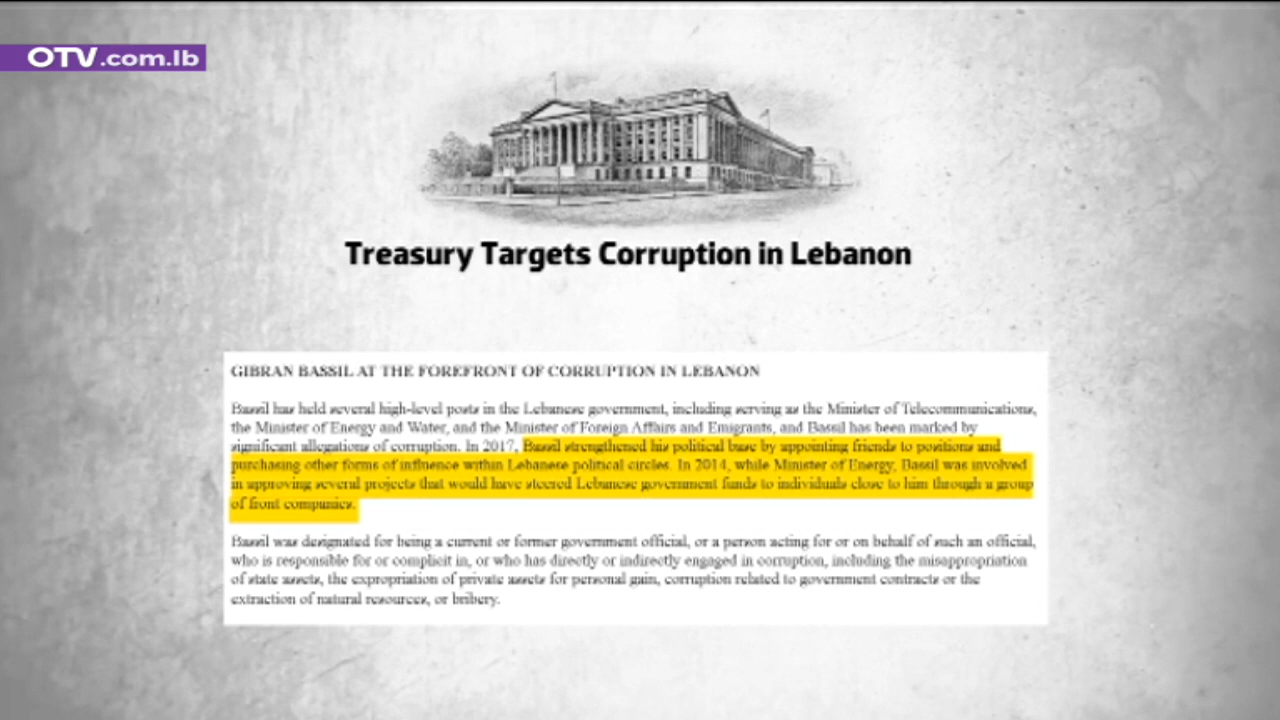 OTV.com.lb
Treasury Targets Corruption in Lebanon
GIBRAN BASSIL AT THE FOREFRONT OF CORRUPTION IN LEBANON
Bassil has held several high-level posts in the Lebanese government, including serving as the Minister of Telecommunications,
the Minister of Energy and Water, and the Minister of Foreign Affairs and Emigrants, and Bassil has been marked by
significant allegations of corruption. In 2017, Bassil strengthened his political base by appointing friends to positions and
purchasing other forms of influence within Lebanese political circles. In 2014, while Minister of Energy, Bassil was involved
in approving several projects that would have steered Lebanese government funds to individuals close to him through a group
of front companies.
Bassil was designated for being a current or former government official, or a person acting for or on behalf of such an official,
who is responsible for or complicit in, or who has directly or indirectly engaged in corruption, including the misappropriation
of state assets, the expropriation of private assets for personal gain, corruption related to government contracts or the
extraction of natural resources, or bribery.